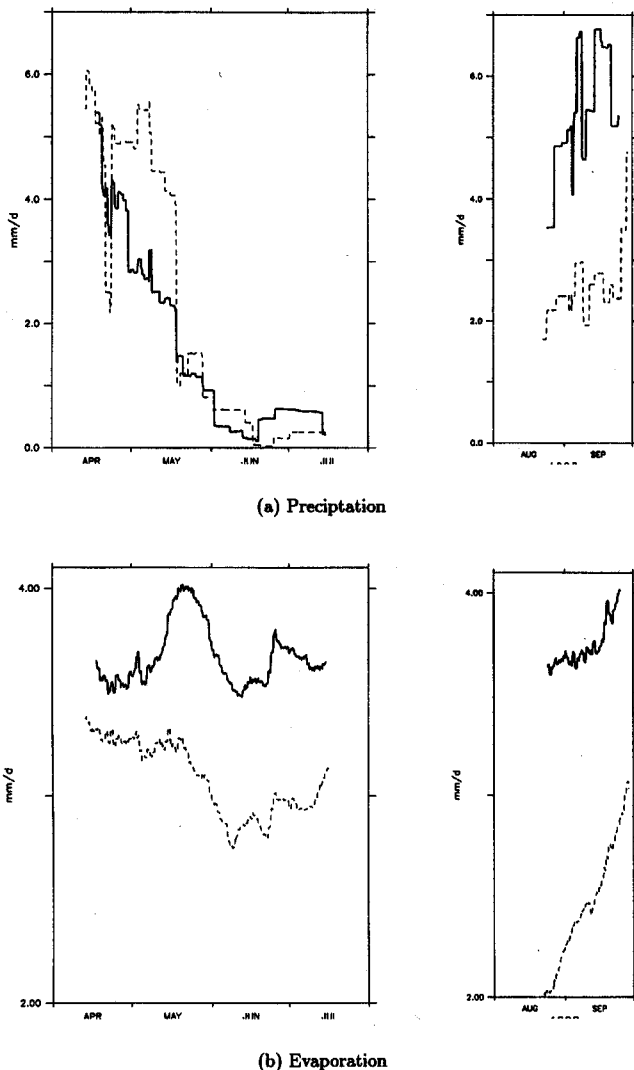 6.0
4.0
2.0
0.0
mm/d
APR MAY JUN JUL
6.0
4.0
2.0
0.0
mm/d
AUG SEP
(a) Preciptation
4.00
2.00
mm/d
APR MAY JUN JUL
4.00
2.00
mm/d
AUG SEP
(b) Evaporation